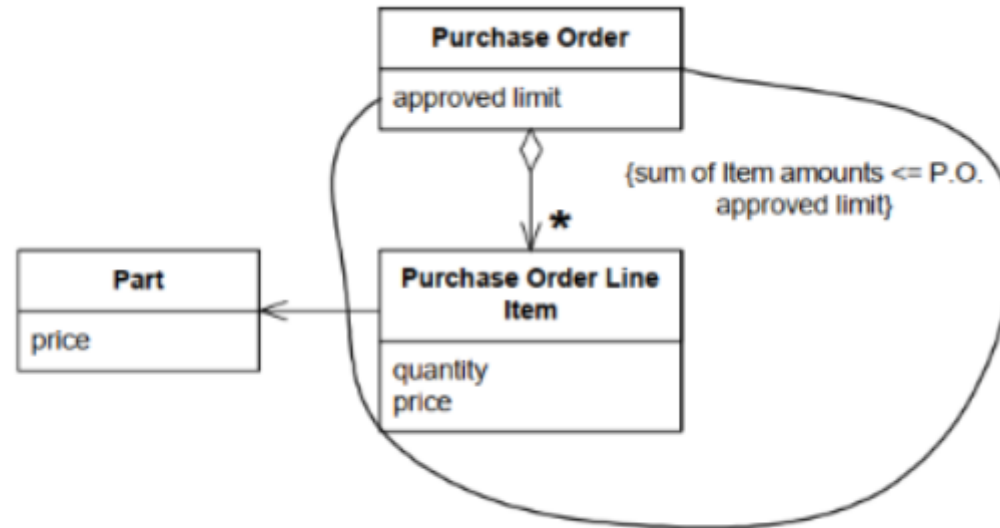 Purchase Order
approved limit
{sum of Item amounts <= P.O.
approved limit}
*
Part
price
Purchase Order Line
Item
quantity
price